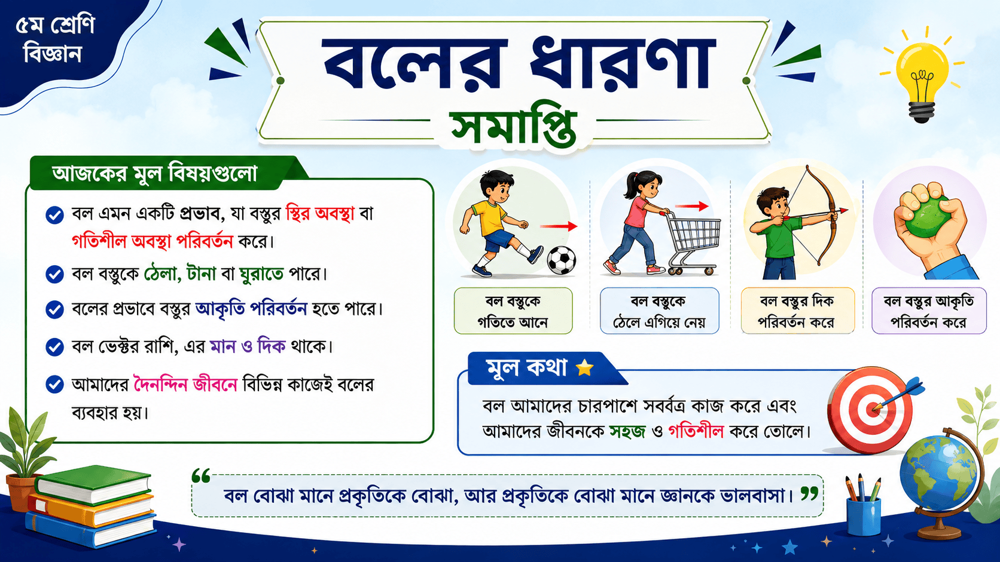 ৫ম শ্রেণি
বিজ্ঞান
বলের ধারণা
সমাপ্তি
আজকের মূল বিষয়গুলো
বল এমন একটি প্রভাব, যা বস্তুর স্থির অবস্থা বা
গতিশীল অবস্থা পরিবর্তন করে।
বল বস্তুকে ঠেলা, টানা বা ঘুরাতে পারে।
বলের প্রভাবে বস্তুর আকৃতি পরিবর্তন হতে পারে।
বল ভেক্টর রাশি, এর মান ও দিক থাকে।
আমাদের দৈনন্দিন জীবনে বিভিন্ন কাজেই বলের
ব্যবহার হয়।
বল বস্তুকে
গতিতে আনে
বল বস্তুকে
ঠেলে এগিয়ে নেয়
বল বস্তুর দিক
পরিবর্তন করে
বল বস্তুর আকৃতি
পরিবর্তন করে
মূল কথা
বল আমাদের চারপাশে সবর্বত্র কাজ করে এবং
আমাদের জীবনকে সহজ ও গতিশীল করে তোলে।
“বল বোঝা মানে প্রকৃতিকে বোঝা, আর প্রকৃতিকে বোঝা মানে জ্ঞানকে ভালবাসা।”